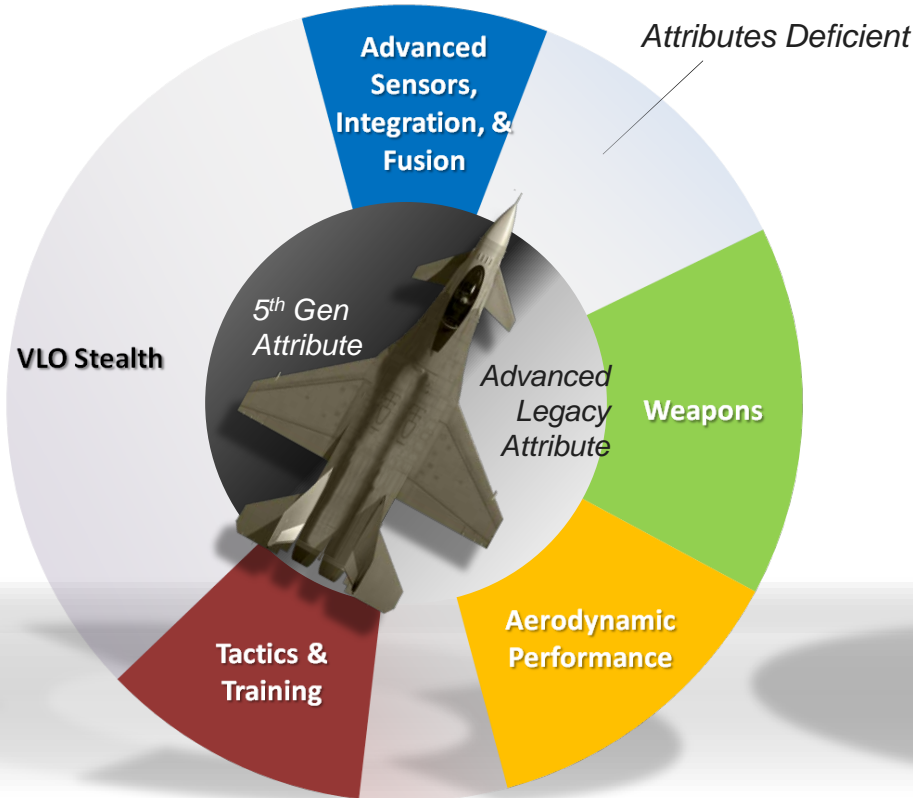 Attributes Deficient
Advanced
Sensors,
Integration, &
Fusion
5th Gen
Attribute
VLO Stealth
Advanced
Legacy
Attribute
Weapons
Aerodynamic
Performance
Tactics &
Training